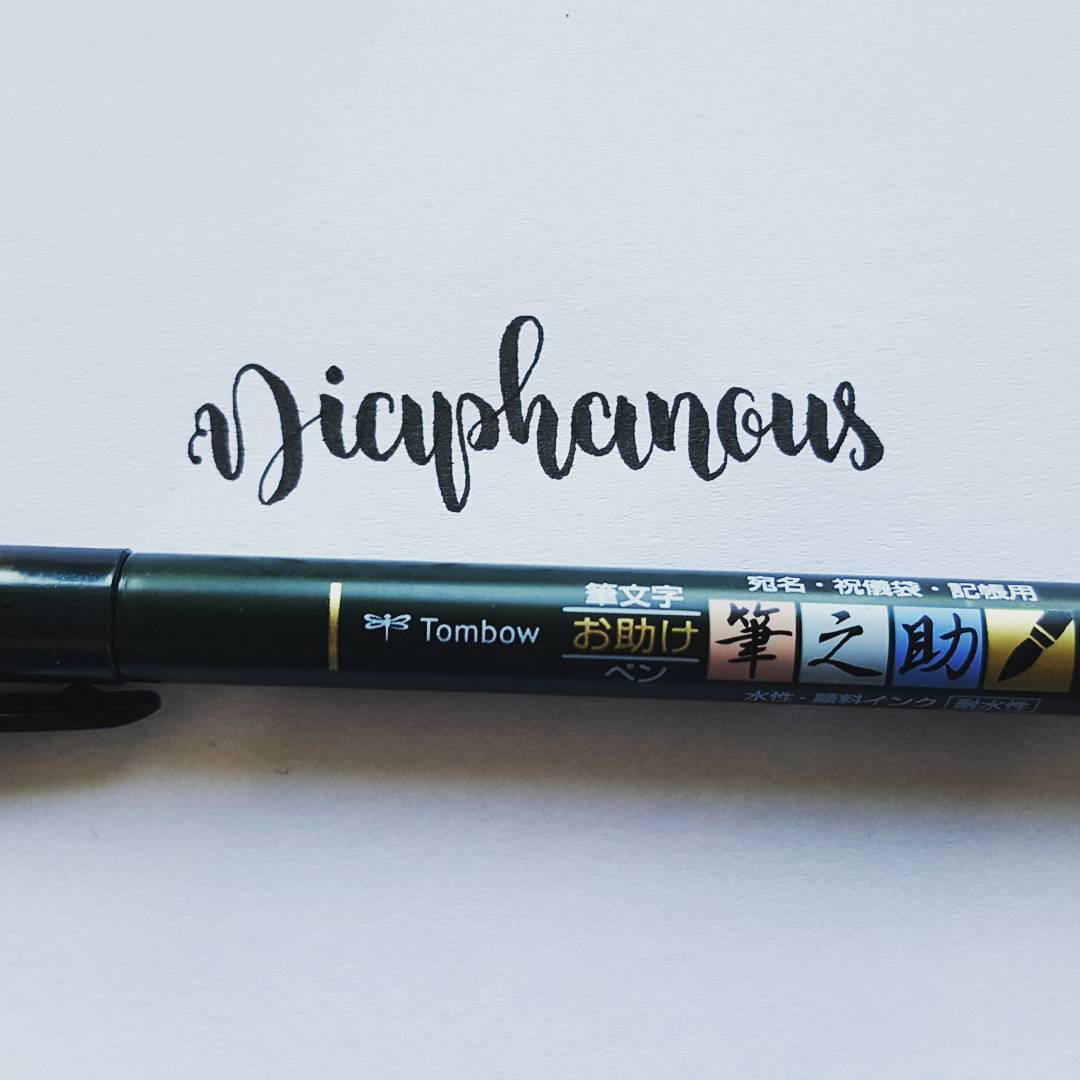 Diaphanous
Tombow
筆文字
お助け
ペン
宛名・祝儀袋・記帳用
筆之助
水性・顔料インク 耐水性